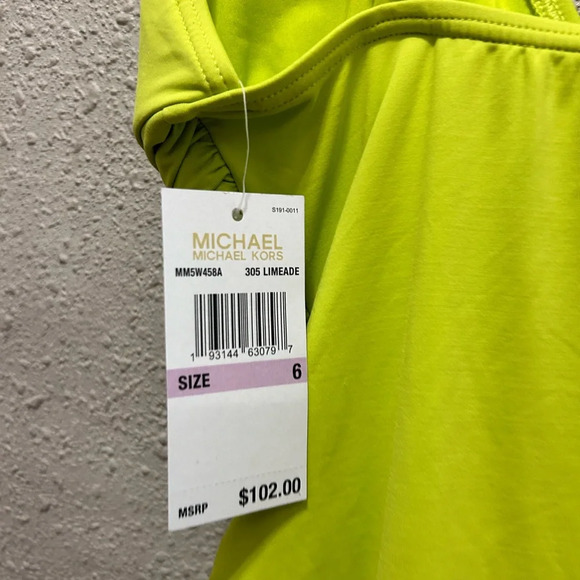 S191-0011
MICHAEL
MICHAEL KORS
MM5W458A 305 LIMEADE
1 93144 63079 7
SIZE 6
MSRP $102.00